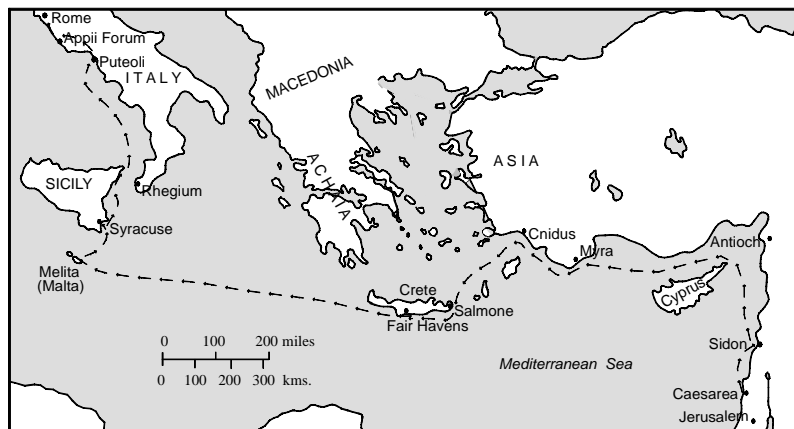 Rome
Appii Forum
Puteoli
ITALY
MACEDONIA
ACHAIA
ASIA
SICILY
Rhegium
Syracuse
Melita
(Malta)
Cnidus
Myra
Antioch
Cyprus
Crete
Salmone
Fair Havens
0 100 200 miles
0 100 200 300 kms.
Mediterranean Sea
Sidon
Caesarea
Jerusalem